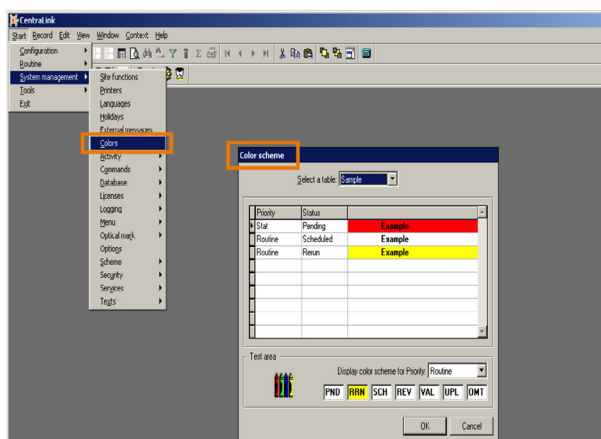 CentraLink
Start Record Edit View Window Context Help
Configuration
Routine
System management
Tools
Exit
Site functions
Printers
Languages
Holidays
External messages
Colors
Activity
Commands
Database
Licenses
Logging
Menu
Optical mark
Options
Scheme
Security
Services
Texts
Color scheme
Select a table: Sample
Priority Status
Stat Pending Example
Routine Scheduled Example
Routine Rerun Example
Test area
Display color scheme for Priority: Routine
PND RRN SCH REV VAL UPL OMT
OK Cancel